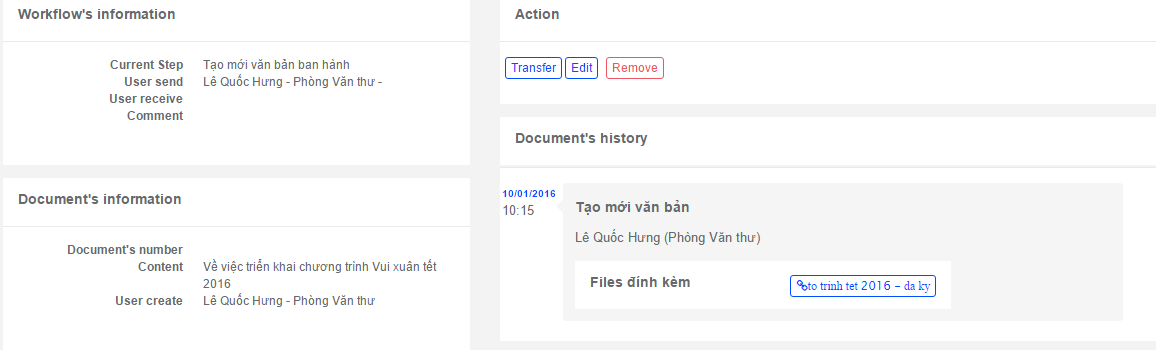 Workflow's information
Current Step Tạo mới văn bản ban hành
User send Lê Quốc Hưng - Phòng Văn thư -
User receive
Comment
Document's information
Document's number
Content Về việc triển khai chương trình Vui xuân tết
2016
User create Lê Quốc Hưng - Phòng Văn thư
Action
Transfer Edit Remove
Document's history
10/01/2016
10:15
Tạo mới văn bản
Lê Quốc Hưng (Phòng Văn thư)
Files đính kèm to trinh tet 2016 – da ky